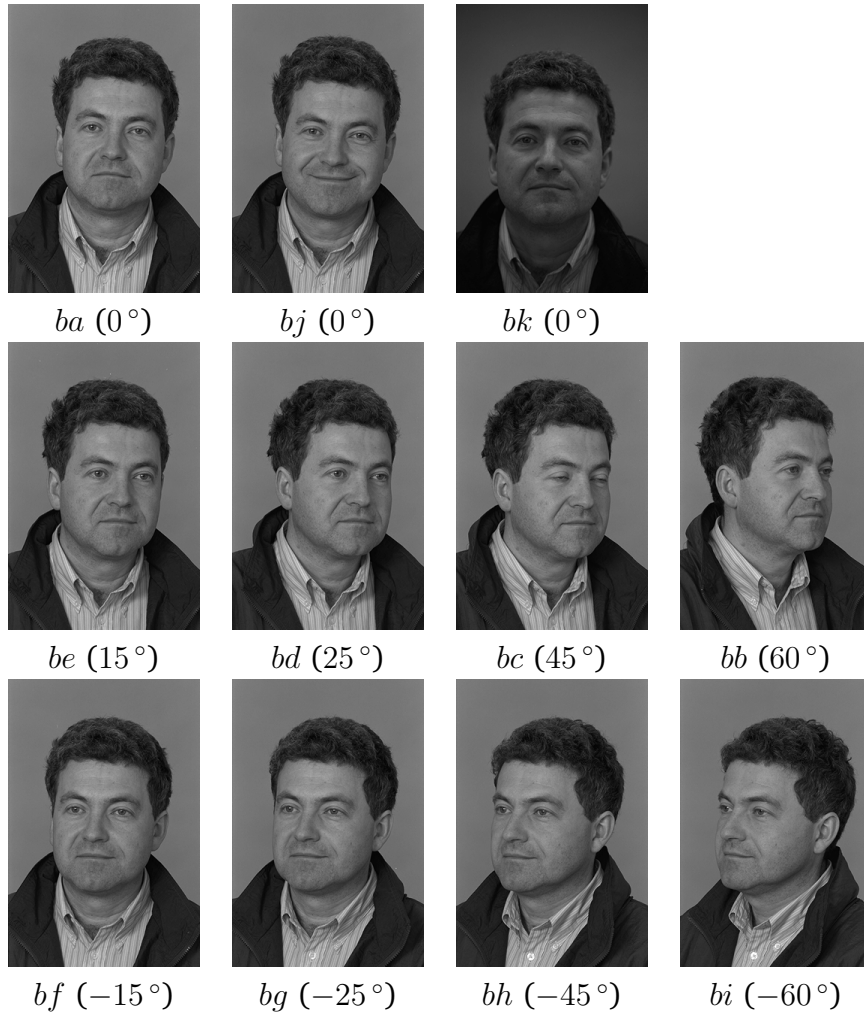 ba (0°) bj (0°) bk (0°)
be (15°) bd (25°) bc (45°) bb (60°)
bf (−15°) bg (−25°) bh (−45°) bi (−60°)